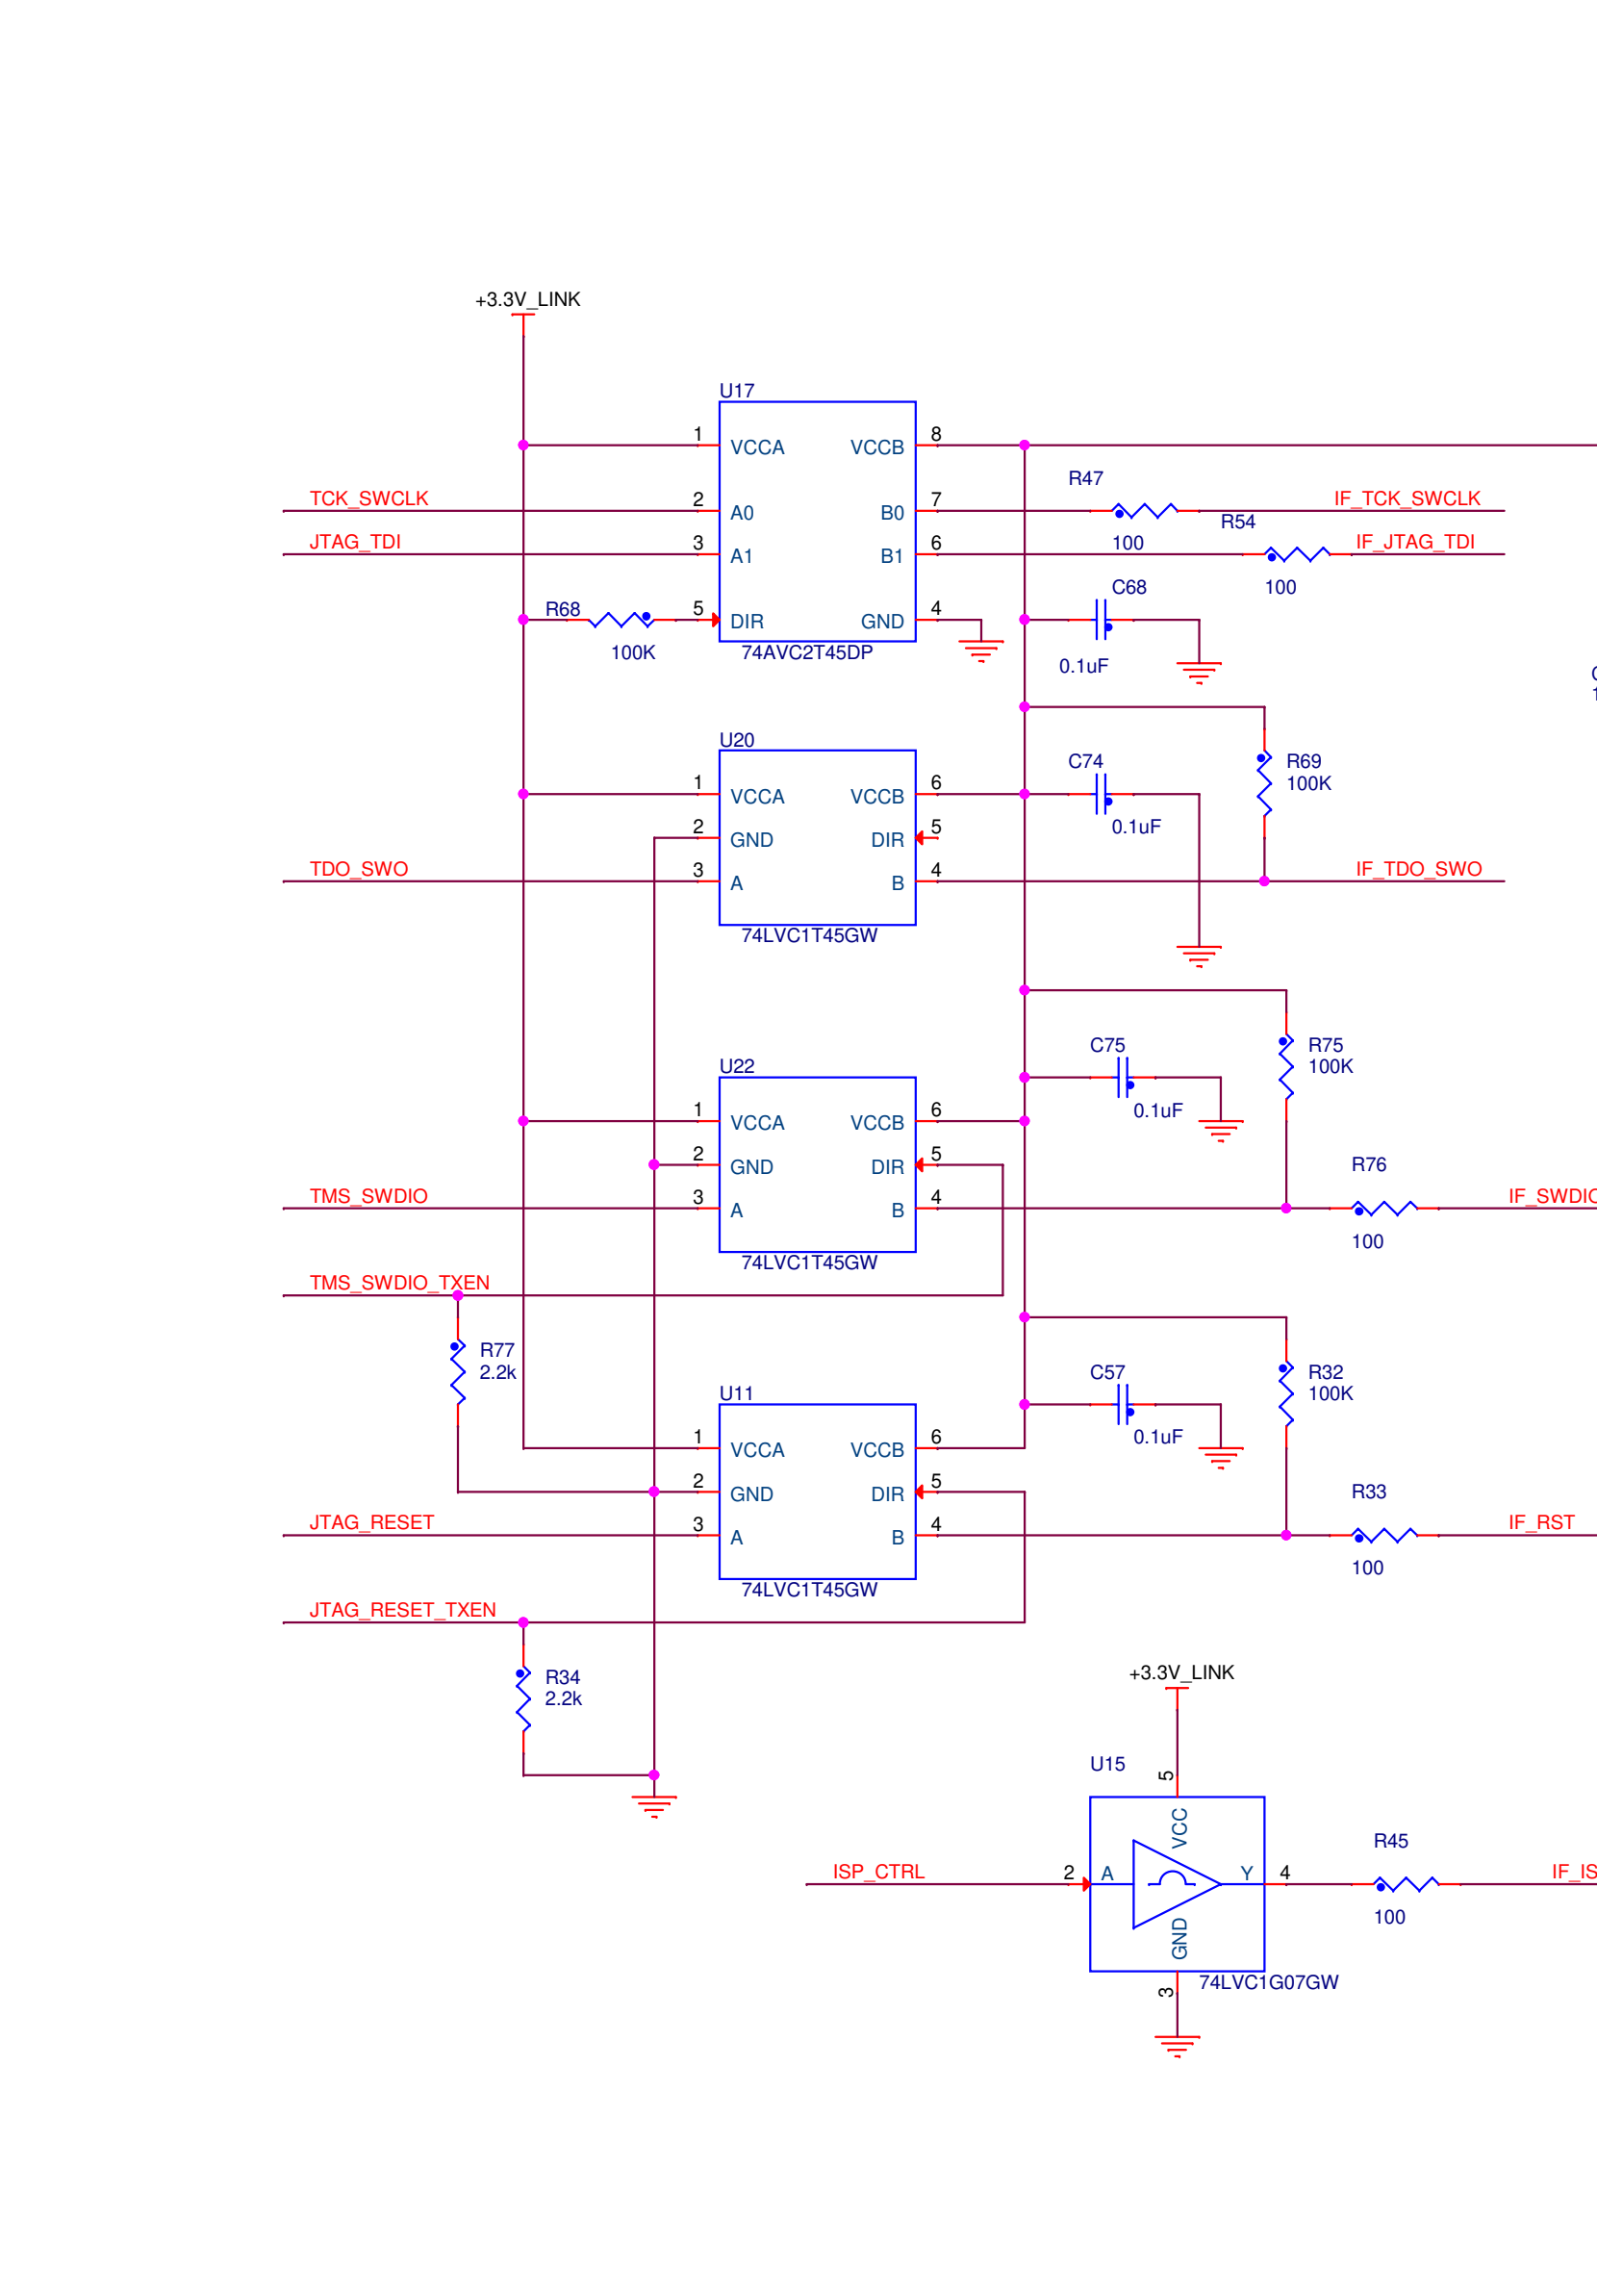 +3.3V_LINK
U17
1 VCCA VCCB 8
R47
TCK_SWCLK 2 A0 B0 7 IF_TCK_SWCLK
R54
JTAG_TDI 3 A1 B1 6 100 IF_JTAG_TDI
C68 100
R68 5 DIR GND 4
100K 74AVC2T45DP 0.1uF
U20
1 VCCA VCCB 6 C74 R69
100K
2 GND DIR 5 0.1uF
TDO_SWO 3 A B 4 IF_TDO_SWO
74LVC1T45GW
U22 C75 R75
100K
1 VCCA VCCB 6 0.1uF
2 GND DIR 5 R76
TMS_SWDIO 3 A B 4 IF_SWDIO
100
74LVC1T45GW
TMS_SWDIO_TXEN
R77
2.2k
U11 C57 R32
100K
1 VCCA VCCB 6 0.1uF
2 GND DIR 5 R33
JTAG_RESET 3 A B 4 IF_RST
100
74LVC1T45GW
JTAG_RESET_TXEN
R34
2.2k
+3.3V_LINK
U15 5
VCC
R45
ISP_CTRL 2 A Y 4 IF_IS
100
GND
74LVC1G07GW
3